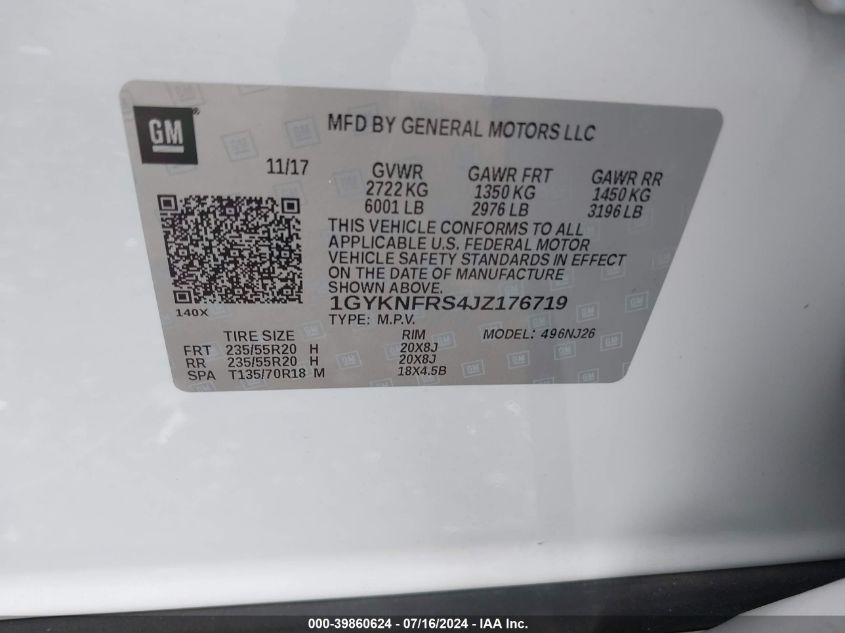 GM ®
MFD BY GENERAL MOTORS LLC
11/17 GVWR GAWR FRT GAWR RR
2722 KG 1350 KG 1450 KG
6001 LB 2976 LB 3196 LB
THIS VEHICLE CONFORMS TO ALL
APPLICABLE U.S. FEDERAL MOTOR
VEHICLE SAFETY STANDARDS IN EFFECT
ON THE DATE OF MANUFACTURE
SHOWN ABOVE.
1GYKNFRS4JZ176719
140X
TYPE: M.P.V. MODEL: 496NJ26
TIRE SIZE RIM
FRT 235/55R20 H 20X8J
RR 235/55R20 H 20X8J
SPA T135/70R18 M 18X4.5B
000-39860624 / 07/16/2024 - IAA Inc.